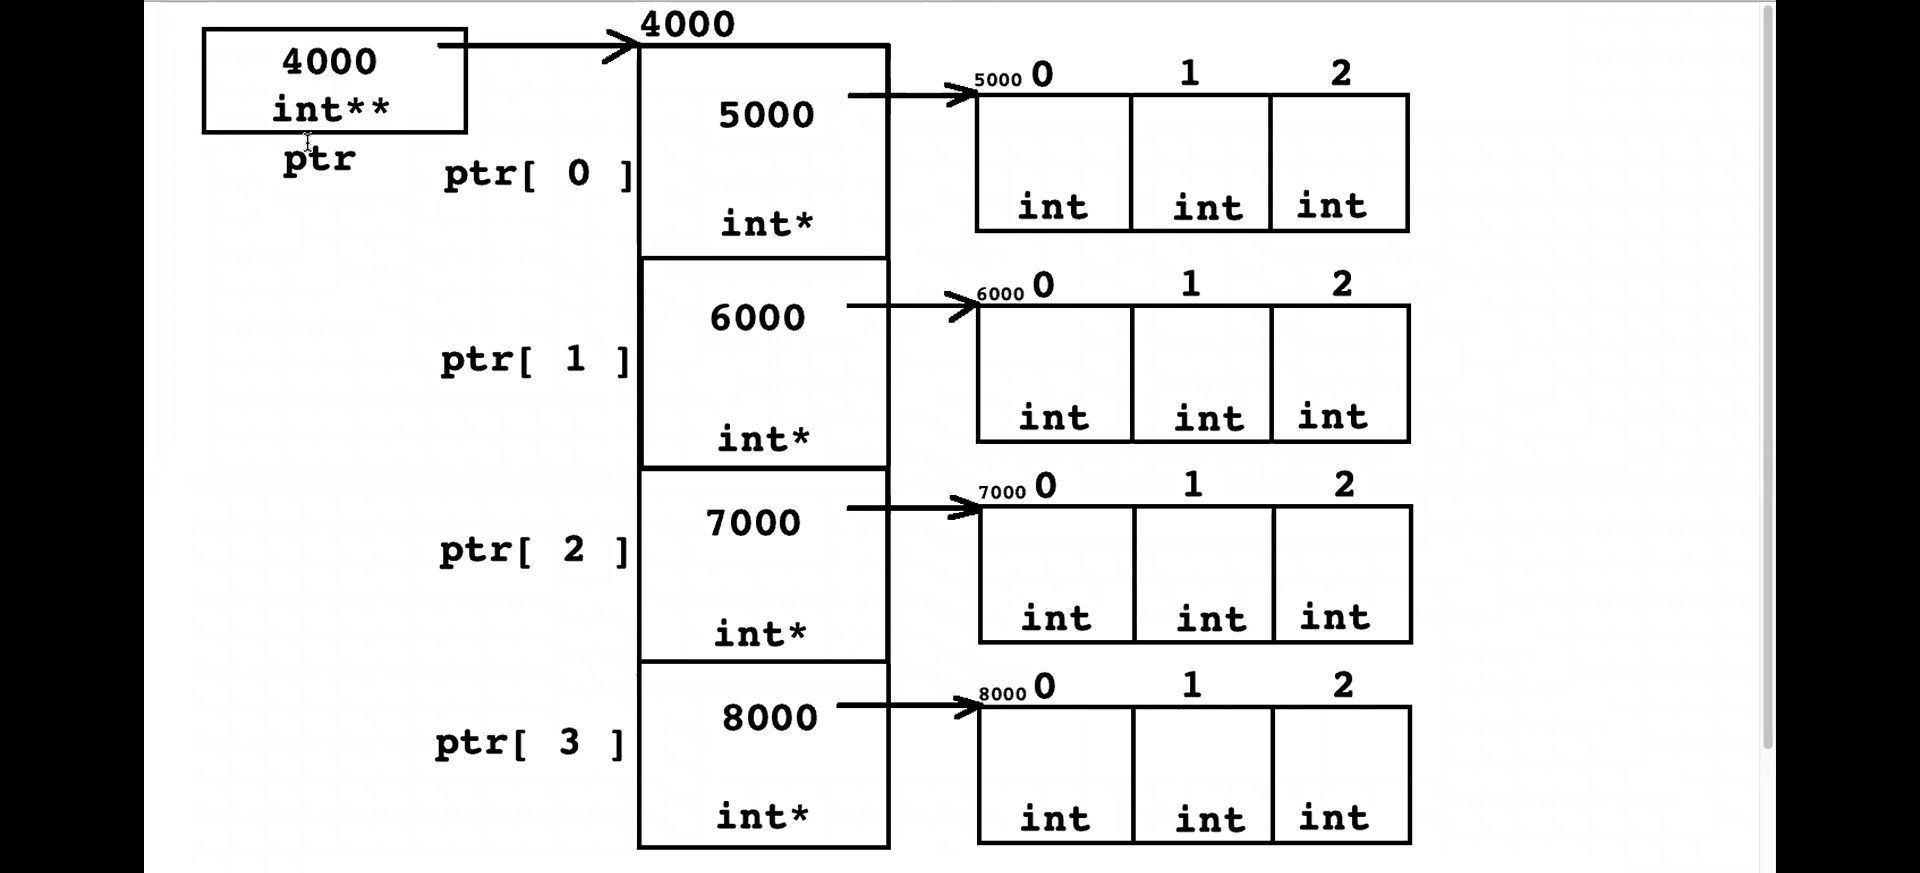 4000
4000
int**
ptr
ptr[ 0 ]
5000
int*
5000 0 1 2
int int int
ptr[ 1 ]
6000
int*
6000 0 1 2
int int int
ptr[ 2 ]
7000
int*
7000 0 1 2
int int int
ptr[ 3 ]
8000
int*
8000 0 1 2
int int int